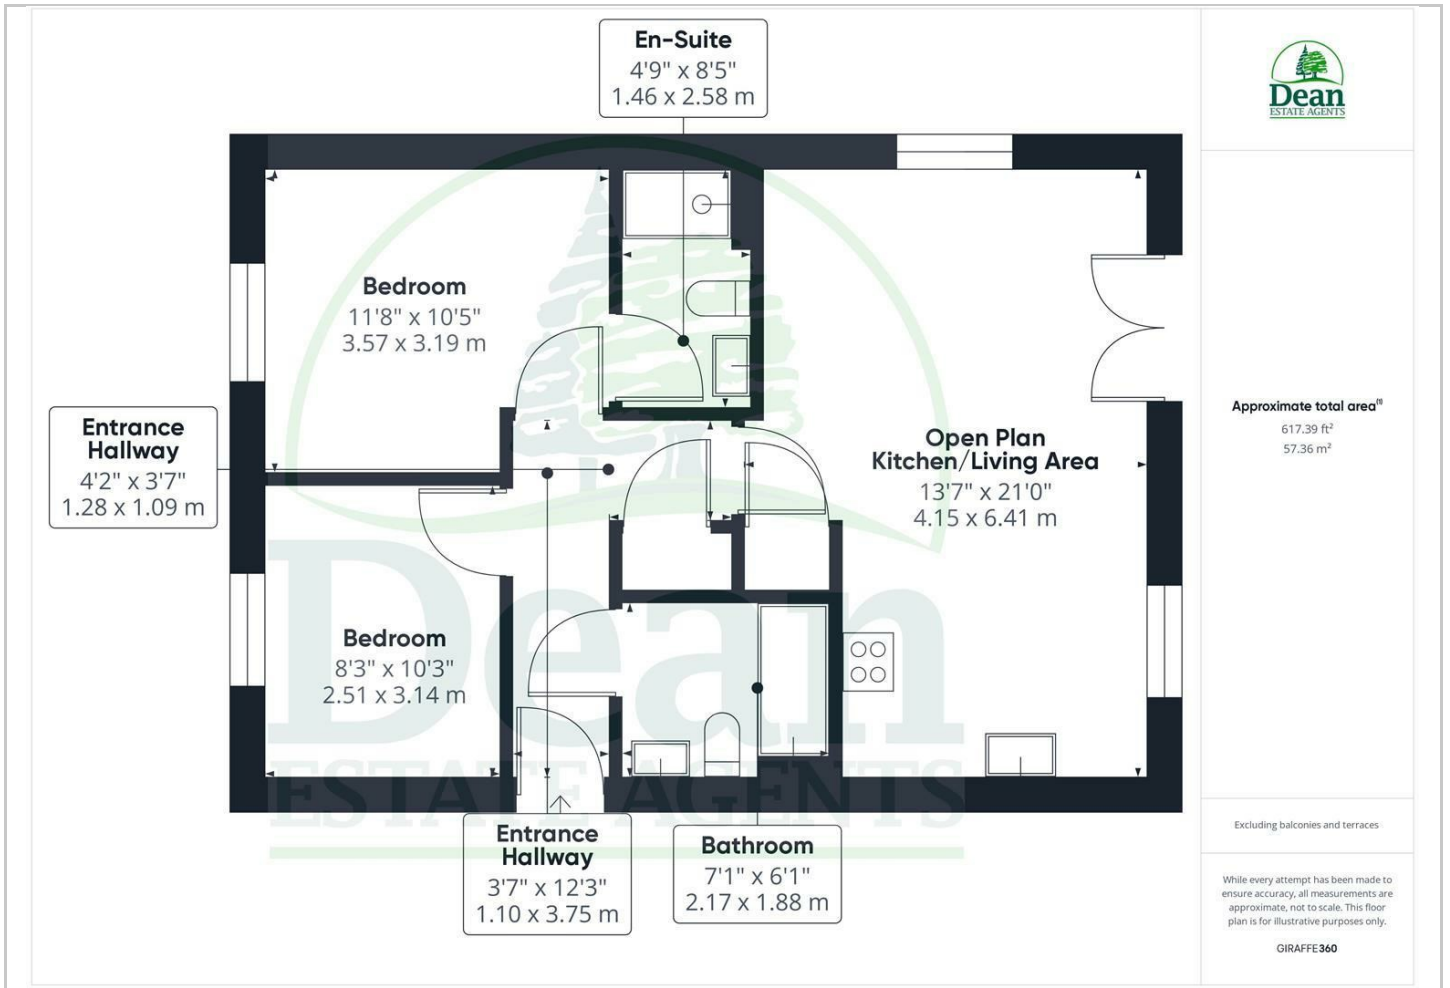 En-Suite
4'9" x 8'5"
1.46 x 2.58 m
Dean
ESTATE AGENTS
Bedroom
11'8" x 10'5"
3.57 x 3.19 m
Entrance
Hallway
4'2" x 3'7"
1.28 x 1.09 m
Open Plan
Kitchen/Living Area
13'7" x 21'0"
4.15 x 6.41 m
Approximate total area⁽¹⁾
617.39 ft²
57.36 m²
Bedroom
8'3" x 10'3"
2.51 x 3.14 m
Dean
ESTATE AGENTS
Entrance
Hallway
3'7" x 12'3"
1.10 x 3.75 m
Bathroom
7'1" x 6'1"
2.17 x 1.88 m
Excluding balconies and terraces
While every attempt has been made to
ensure accuracy, all measurements are
approximate, not to scale. This floor
plan is for illustrative purposes only.
GIRAFFE360